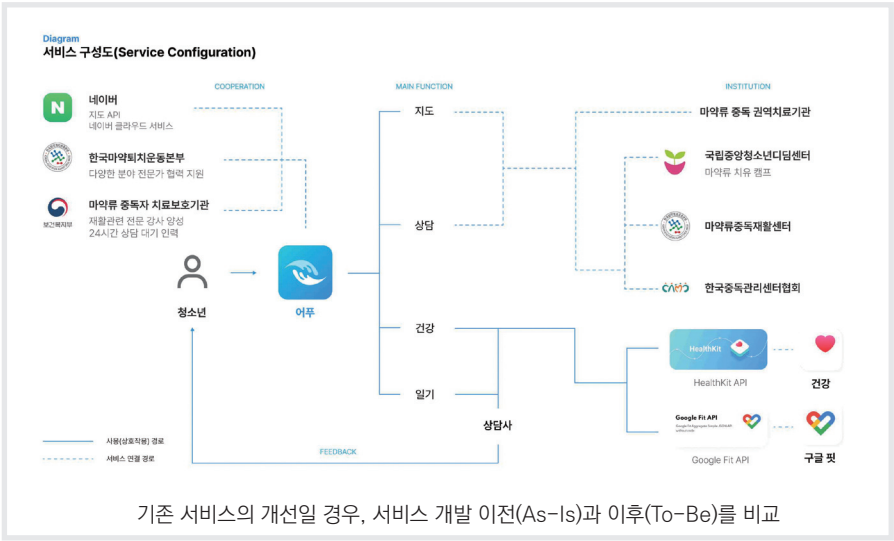 Diagram
서비스 구성도(Service Configuration)
COOPERATION
MAIN FUNCTION
INSTITUTION
N
네이버
지도 API
네이버 클라우드 서비스
한국마약퇴치운동본부
다양한 분야 전문가 협력 지원
보건복지부
마약류 중독자 치료보호기관
재활관련 전문 강사 양성
24시간 상담 대기 인력
청소년
어푸
지도
상담
건강
일기
상담사
마약류 중독 권역치료기관
국립중앙청소년디딤센터
마약류 치유 캠프
마약류중독재활센터
한국중독관리센터협회
HealthKit
HealthKit API
건강
Google Fit API
Google Fit API
구글 핏
사용(상호작용) 경로
서비스 연결 경로
FEEDBACK
기존 서비스의 개선일 경우, 서비스 개발 이전(As-Is)과 이후(To-Be)를 비교